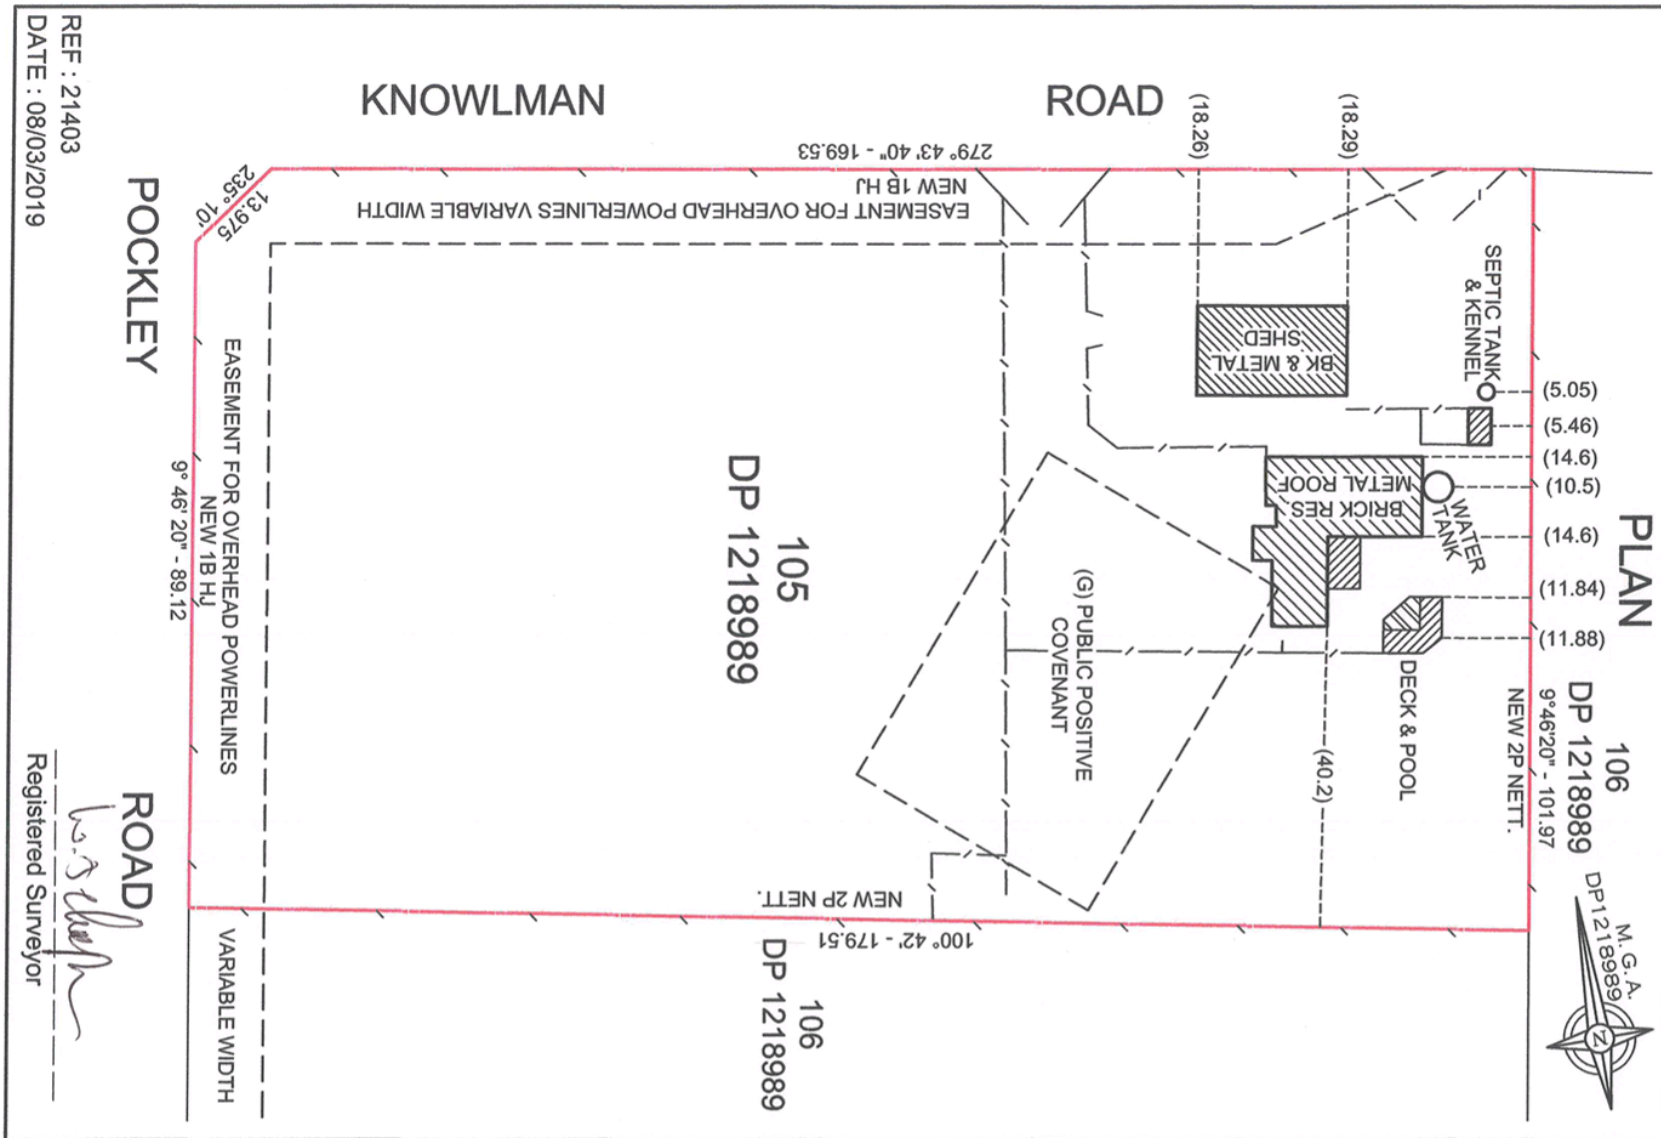 PLAN
106
DP 1218989
9°46'20" - 101.97
NEW 2P NETT.
M. G. A.
DP1218989
N
(5.05)
(5.46)
(14.6)
(10.5)
(14.6)
(11.84)
(11.88)
SEPTIC TANK
& KENNEL
WATER
TANK
DECK & POOL
(18.29)
(18.26)
BK & METAL
SHED
BRICK RES
METAL ROOF
(40.2)
(G) PUBLIC POSITIVE
COVENANT
KNOWLMAN ROAD
279° 43' 40" - 169.53
NEW 1B HJ
EASEMENT FOR OVERHEAD POWERLINES VARIABLE WIDTH
105
DP 1218989
NEW 2P NETT.
100° 42' - 179.51
106
DP 1218989
13.975
235° 10'
EASEMENT FOR OVERHEAD POWERLINES VARIABLE WIDTH
NEW 1B HJ
9° 46' 20" - 89.12
POCKLEY ROAD
REF : 21403
DATE : 08/03/2019
Registered Surveyor